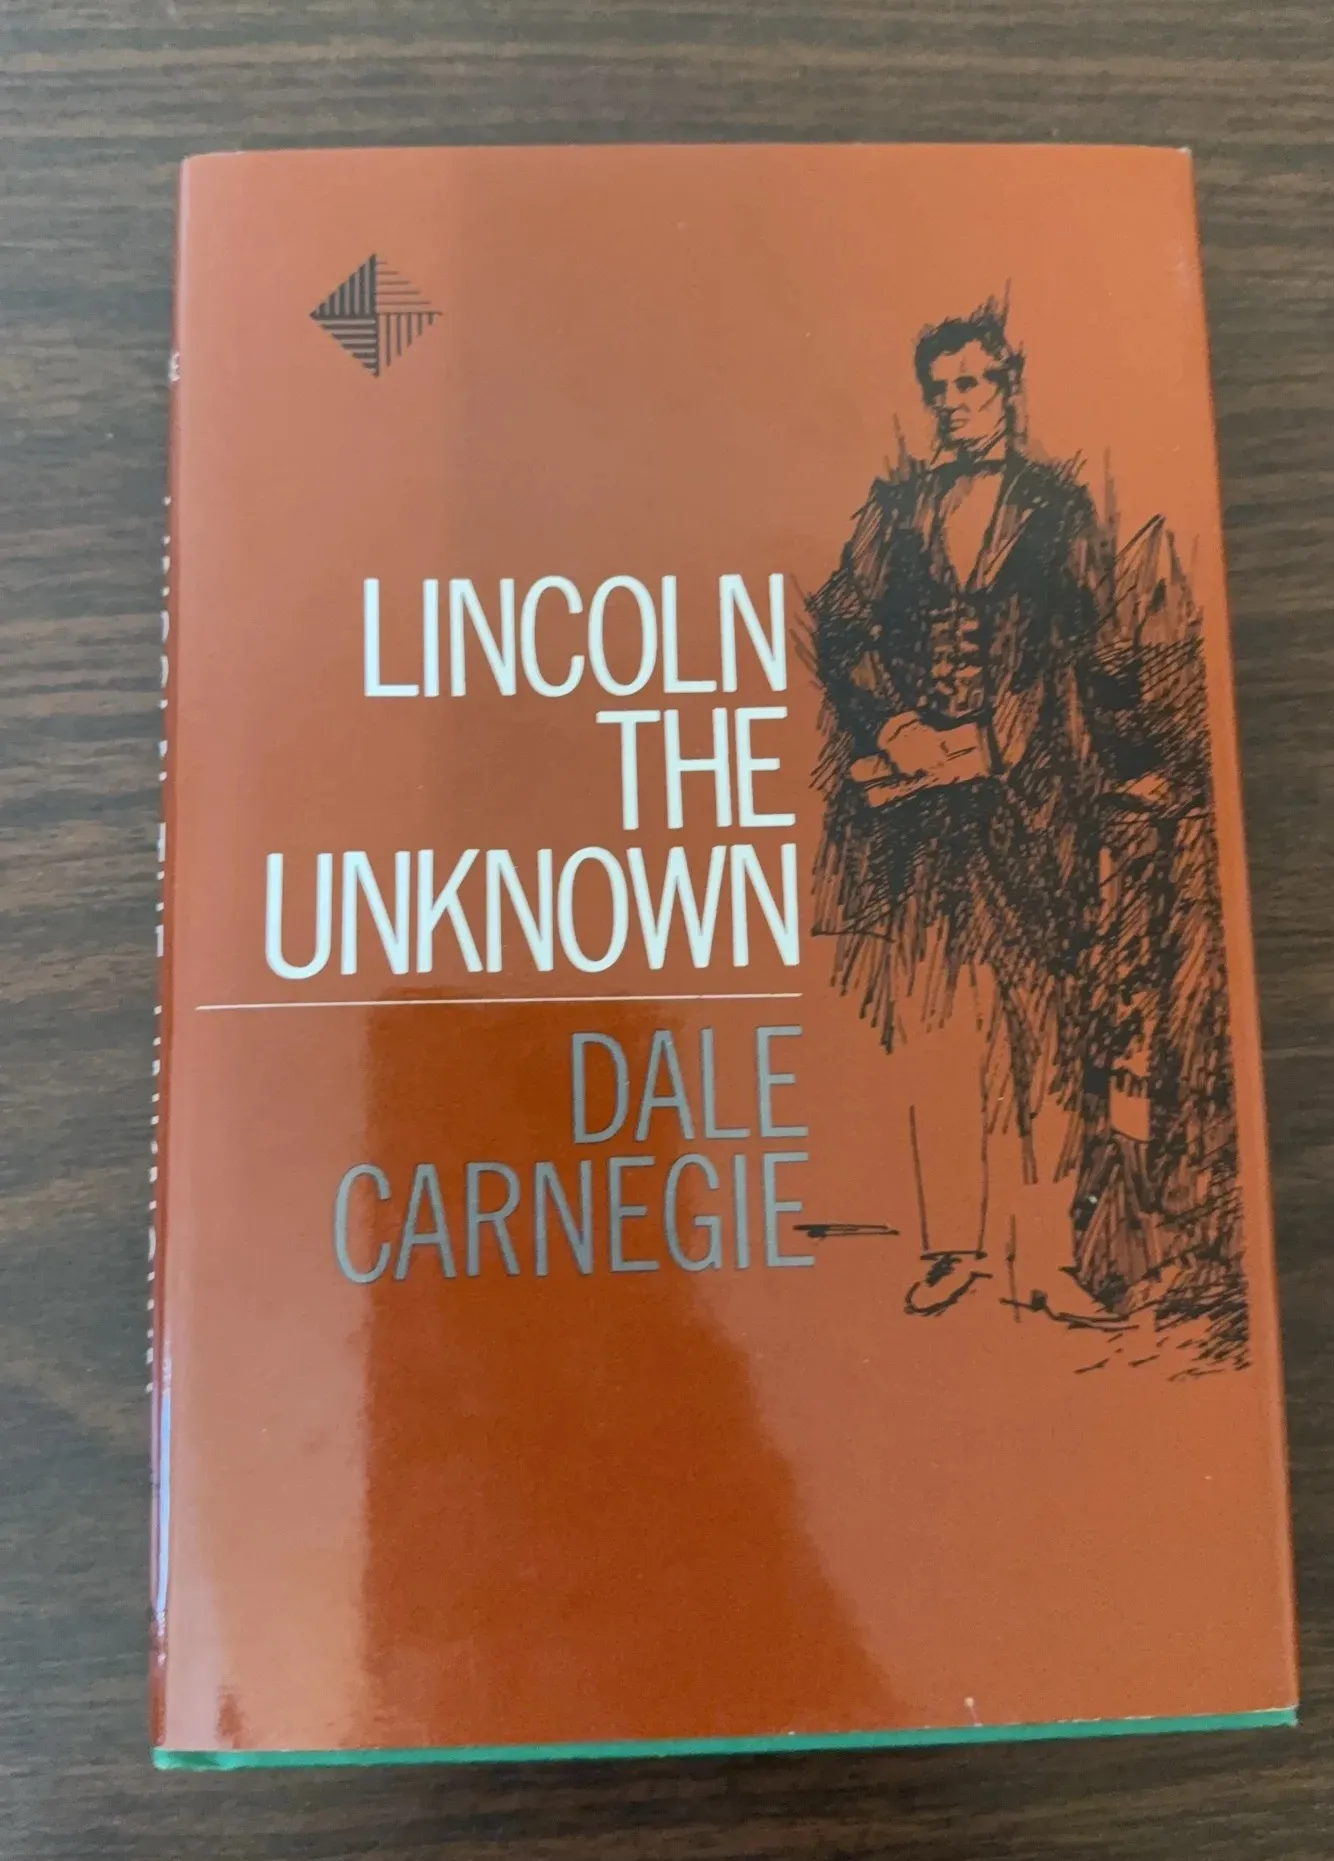 LINCOLN
THE
UNKNOWN
DALE
CARNEGIE